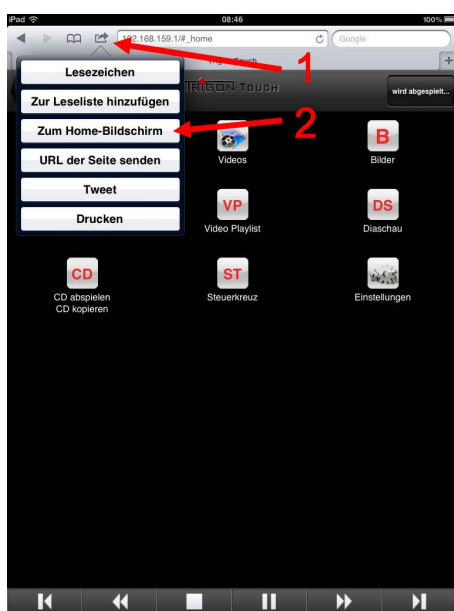 iPad 08:46 100%
192.168.159.1/#_home Google
1
Touch
Lesezeichen
TRIGON-TOUCH
wird abgespielt...
Zur Leseliste hinzufügen
Zum Home-Bildschirm
2
B
URL der Seite senden
Videos Bilder
Tweet
VP DS
Drucken
Video Playlist Diaschau
CD ST
CD abspielen Steuerkreuz Einstellungen
CD kopieren